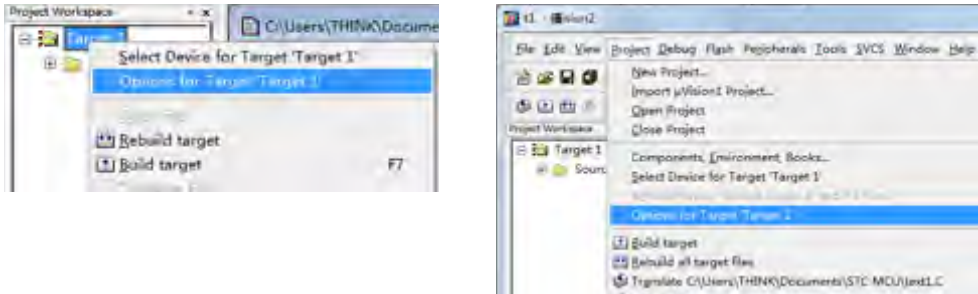 Project Workspace
C:\Users\THINK\Docume
Target 1
Select Device for Target 'Target 1'
Options for Target 'Target 1'
Rebuild target
Build target F7
t1 - µVision2
File Edit View Project Debug Flash Peripherals Tools SVCS Window Help
New Project...
Import µVision1 Project...
Open Project
Close Project
Project Workspace
Target 1
Sourc
Components, Environment, Books...
Select Device for Target 'Target 1'
Options for Target 'Target 1'
Build target
Rebuild all target files
Translate C:\Users\THINK\Documents\STC-MCU\text1.C